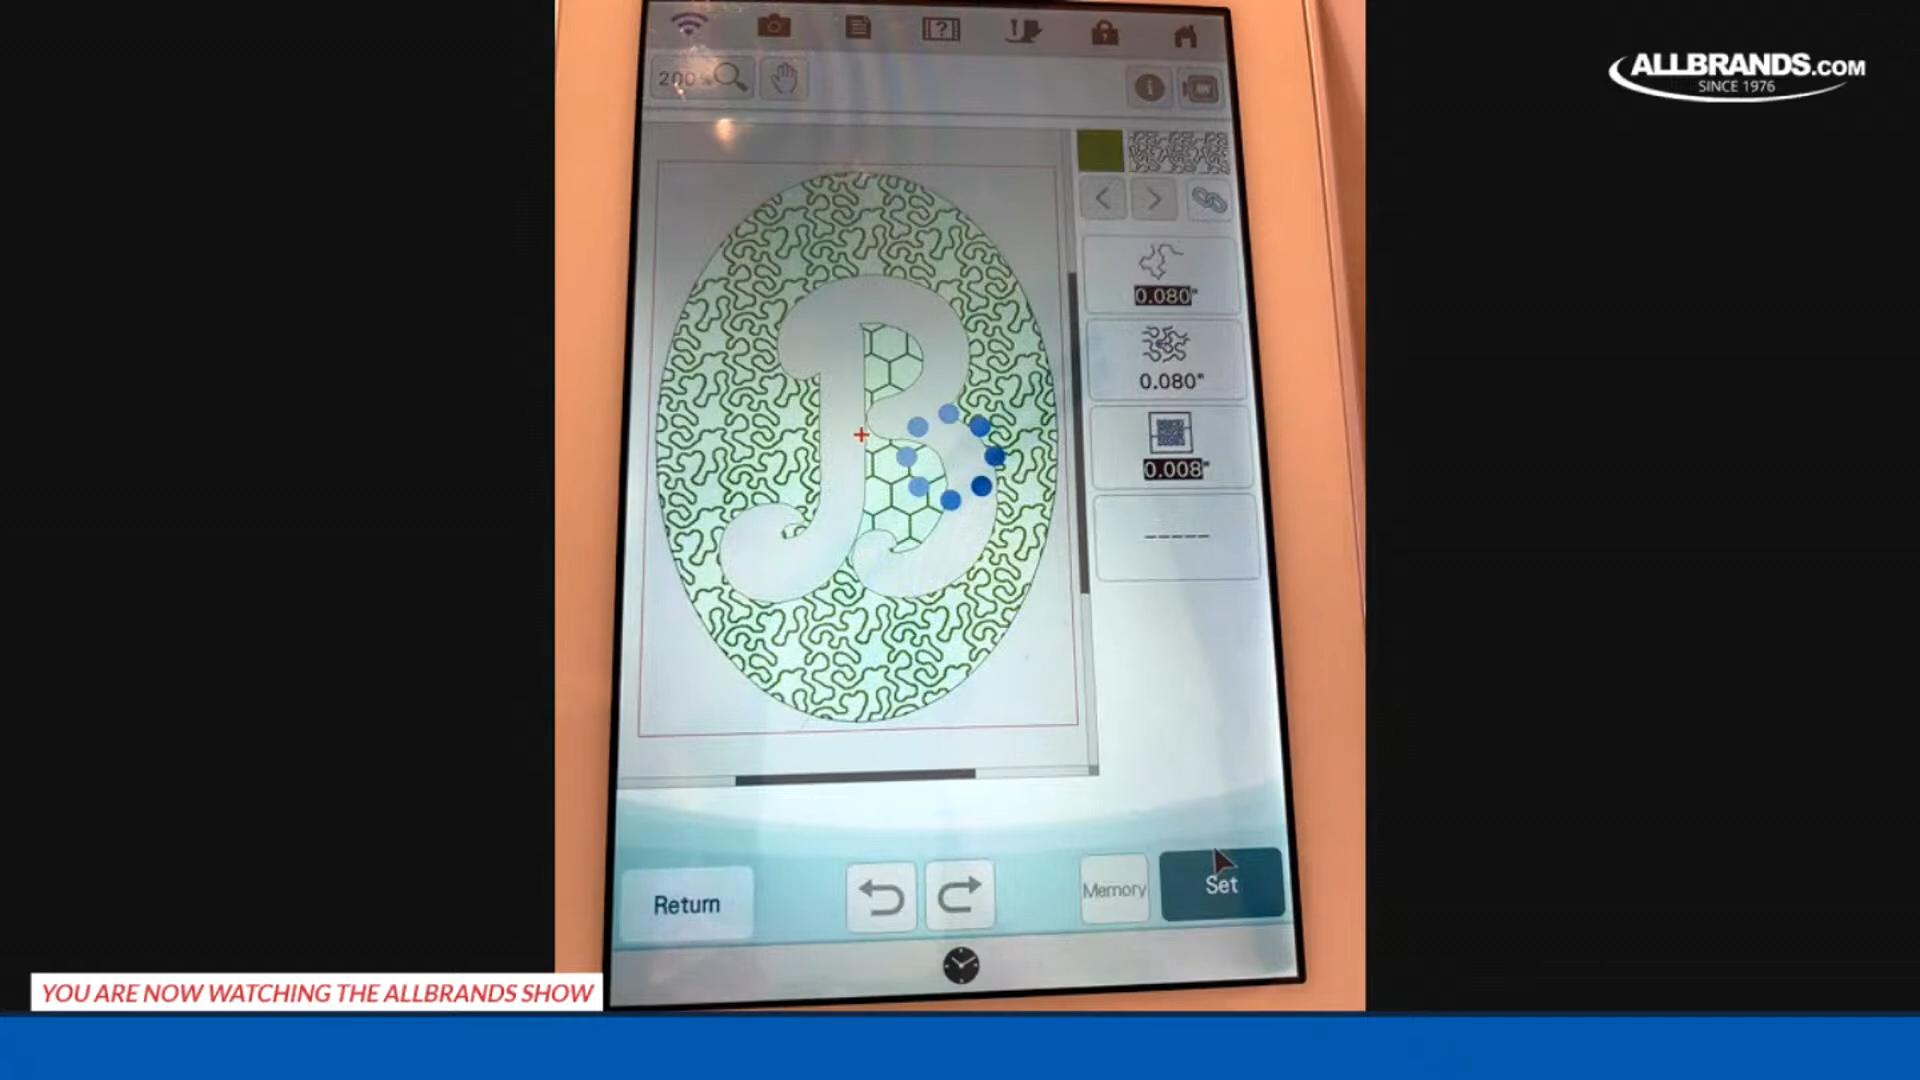 ALLBRANDS.COM
SINCE 1976
200%
i
0.080"
0.080"
0.008"
-----
Return
Memory
Set
B
YOU ARE NOW WATCHING THE ALLBRANDS SHOW